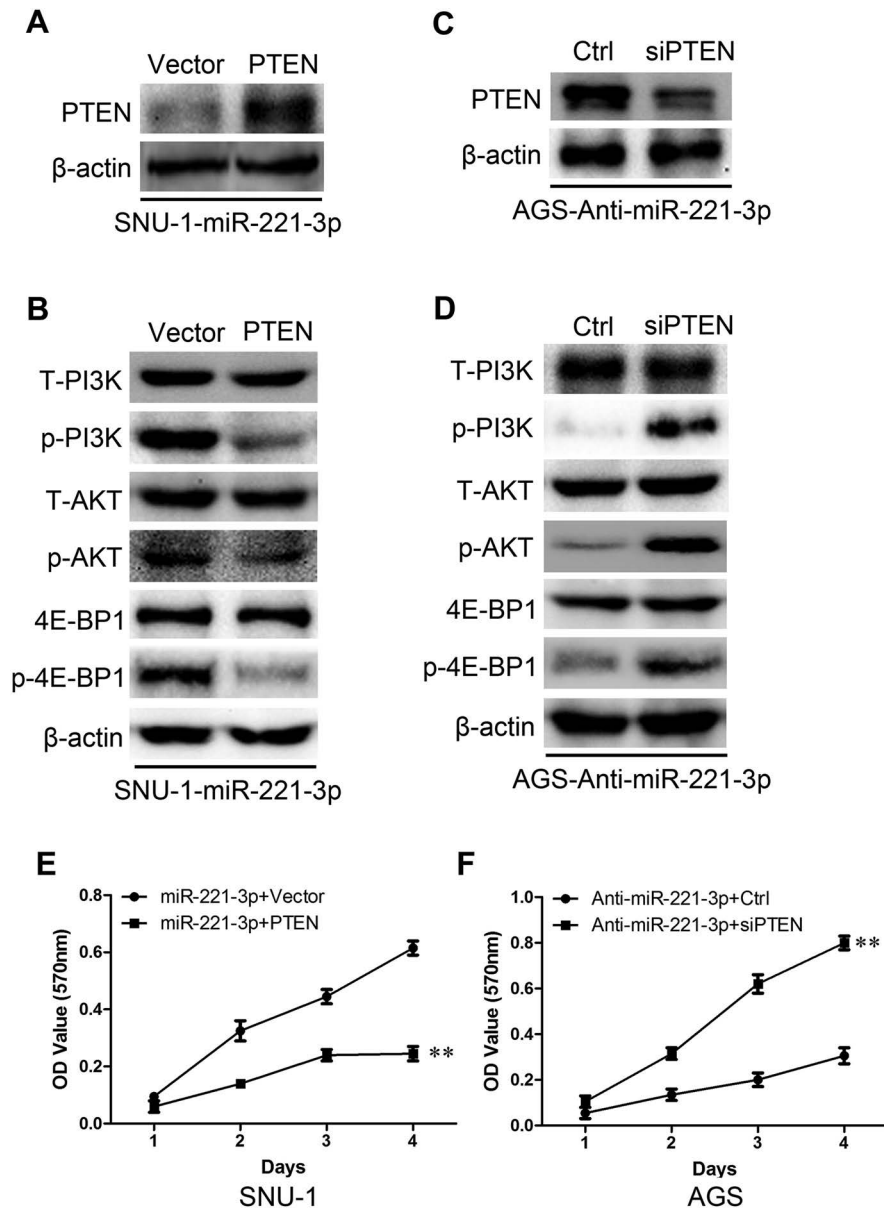 A
Vector PTEN
PTEN
β-actin
SNU-1-miR-221-3p
C
Ctrl siPTEN
PTEN
β-actin
AGS-Anti-miR-221-3p
B
Vector PTEN
T-PI3K
p-PI3K
T-AKT
p-AKT
4E-BP1
p-4E-BP1
β-actin
SNU-1-miR-221-3p
D
Ctrl siPTEN
T-PI3K
p-PI3K
T-AKT
p-AKT
4E-BP1
p-4E-BP1
β-actin
AGS-Anti-miR-221-3p
E
miR-221-3p+Vector
miR-221-3p+PTEN
OD Value (570nm)
0.8
0.6
0.4
0.2
0.0
**
1 2 3 4
Days
SNU-1
F
Anti-miR-221-3p+Ctrl
Anti-miR-221-3p+siPTEN
OD Value (570nm)
1.0
0.8
0.6
0.4
0.2
0.0
**
1 2 3 4
Days
AGS